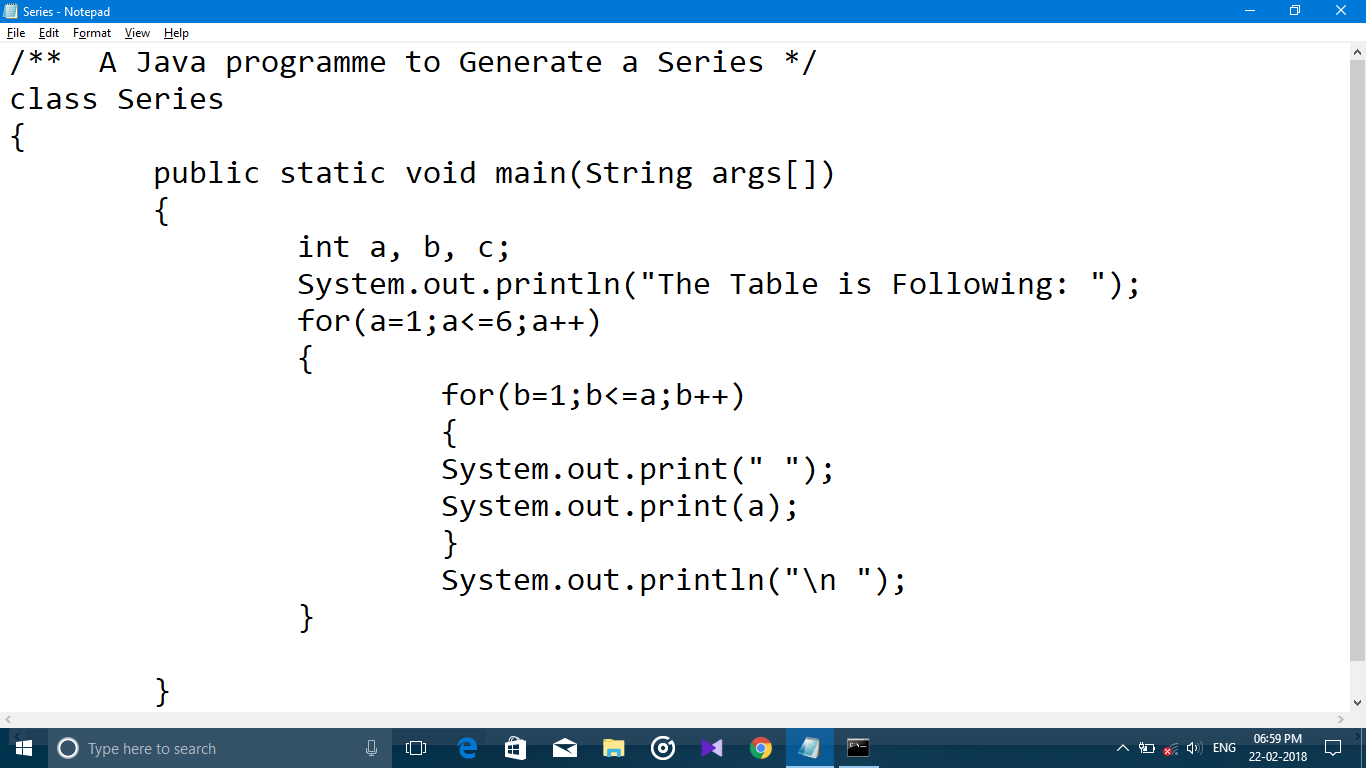 Series - Notepad
File Edit Format View Help
/**  A Java programme to Generate a Series */
class Series
{
        public static void main(String args[])
        {
                int a, b, c;
                System.out.println("The Table is Following: ");
                for(a=1;a<=6;a++)
                {
                        for(b=1;b<=a;b++)
                        {
                        System.out.print(" ");
                        System.out.print(a);
                        }
                        System.out.println("\n ");
                }
        }
Type here to search
ENG
06:59 PM
22-02-2018